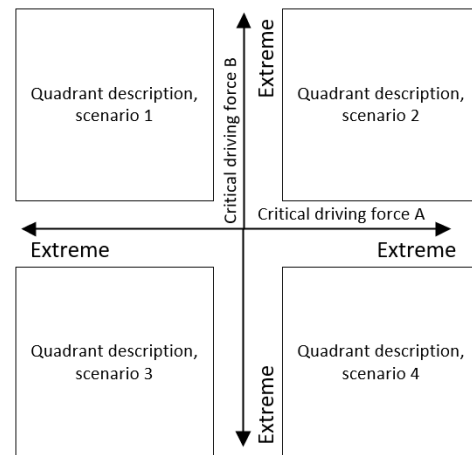 Quadrant description,
scenario 1
Critical driving force B
Extreme
Quadrant description,
scenario 2
Critical driving force A
Extreme
Extreme
Quadrant description,
scenario 3
Extreme
Quadrant description,
scenario 4